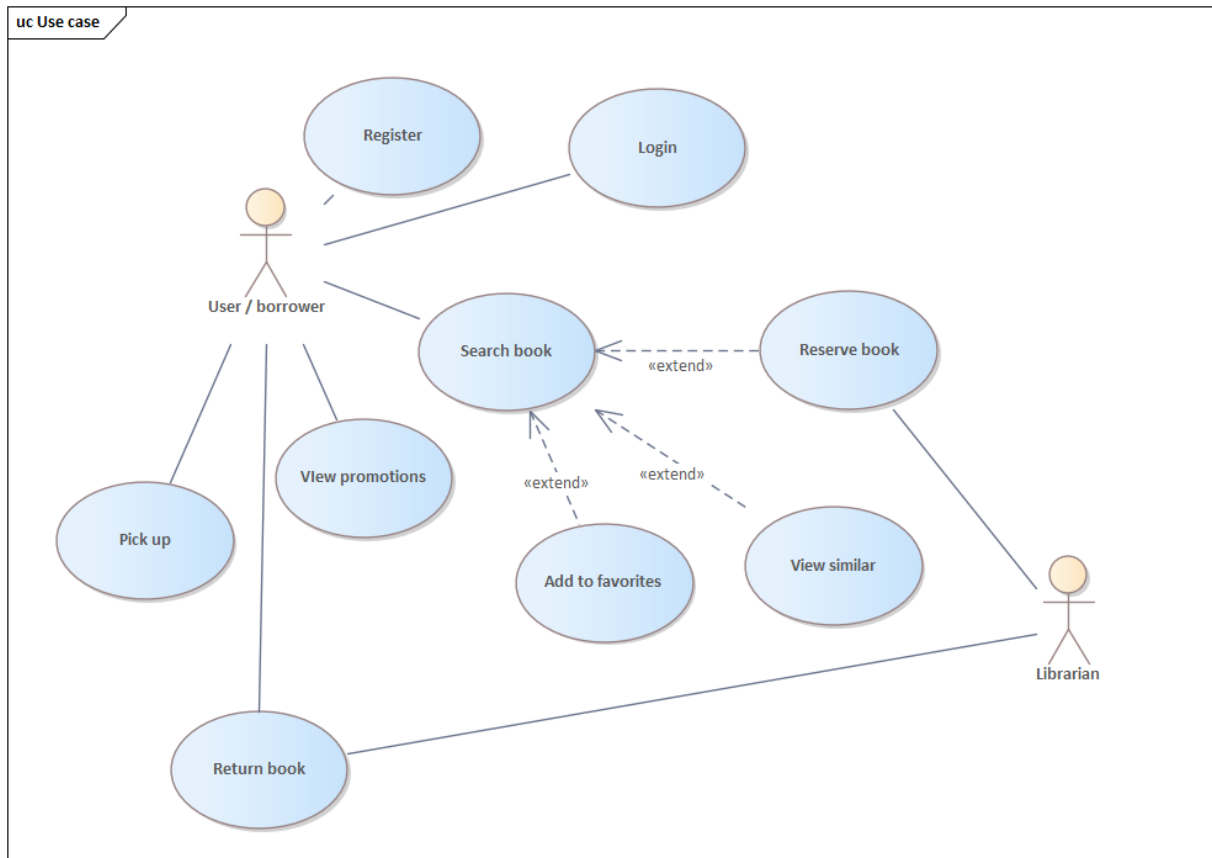 uc Use case
Register
Login
User / borrower
Search book
Reserve book
«extend»
VIew promotions
«extend»
«extend»
Pick up
Add to favorites
View similar
Librarian
Return book